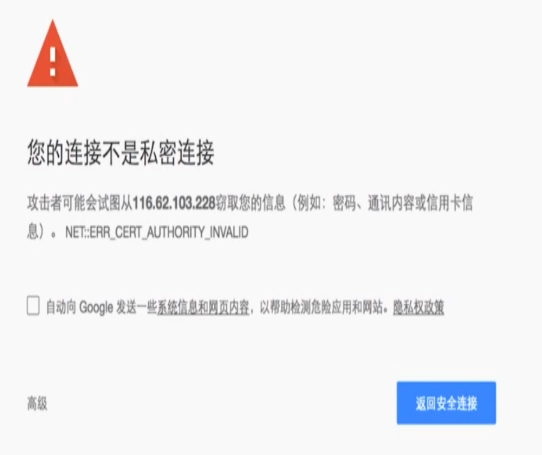 您的连接不是私密连接
攻击者可能会试图从116.62.103.228窃取您的信息（例如：密码、通讯内容或信用卡信
息）。 NET::ERR_CERT_AUTHORITY_INVALID
自动向 Google 发送一些系统信息和网页内容，以帮助检测危险应用和网站。隐私权政策
高级
返回安全连接